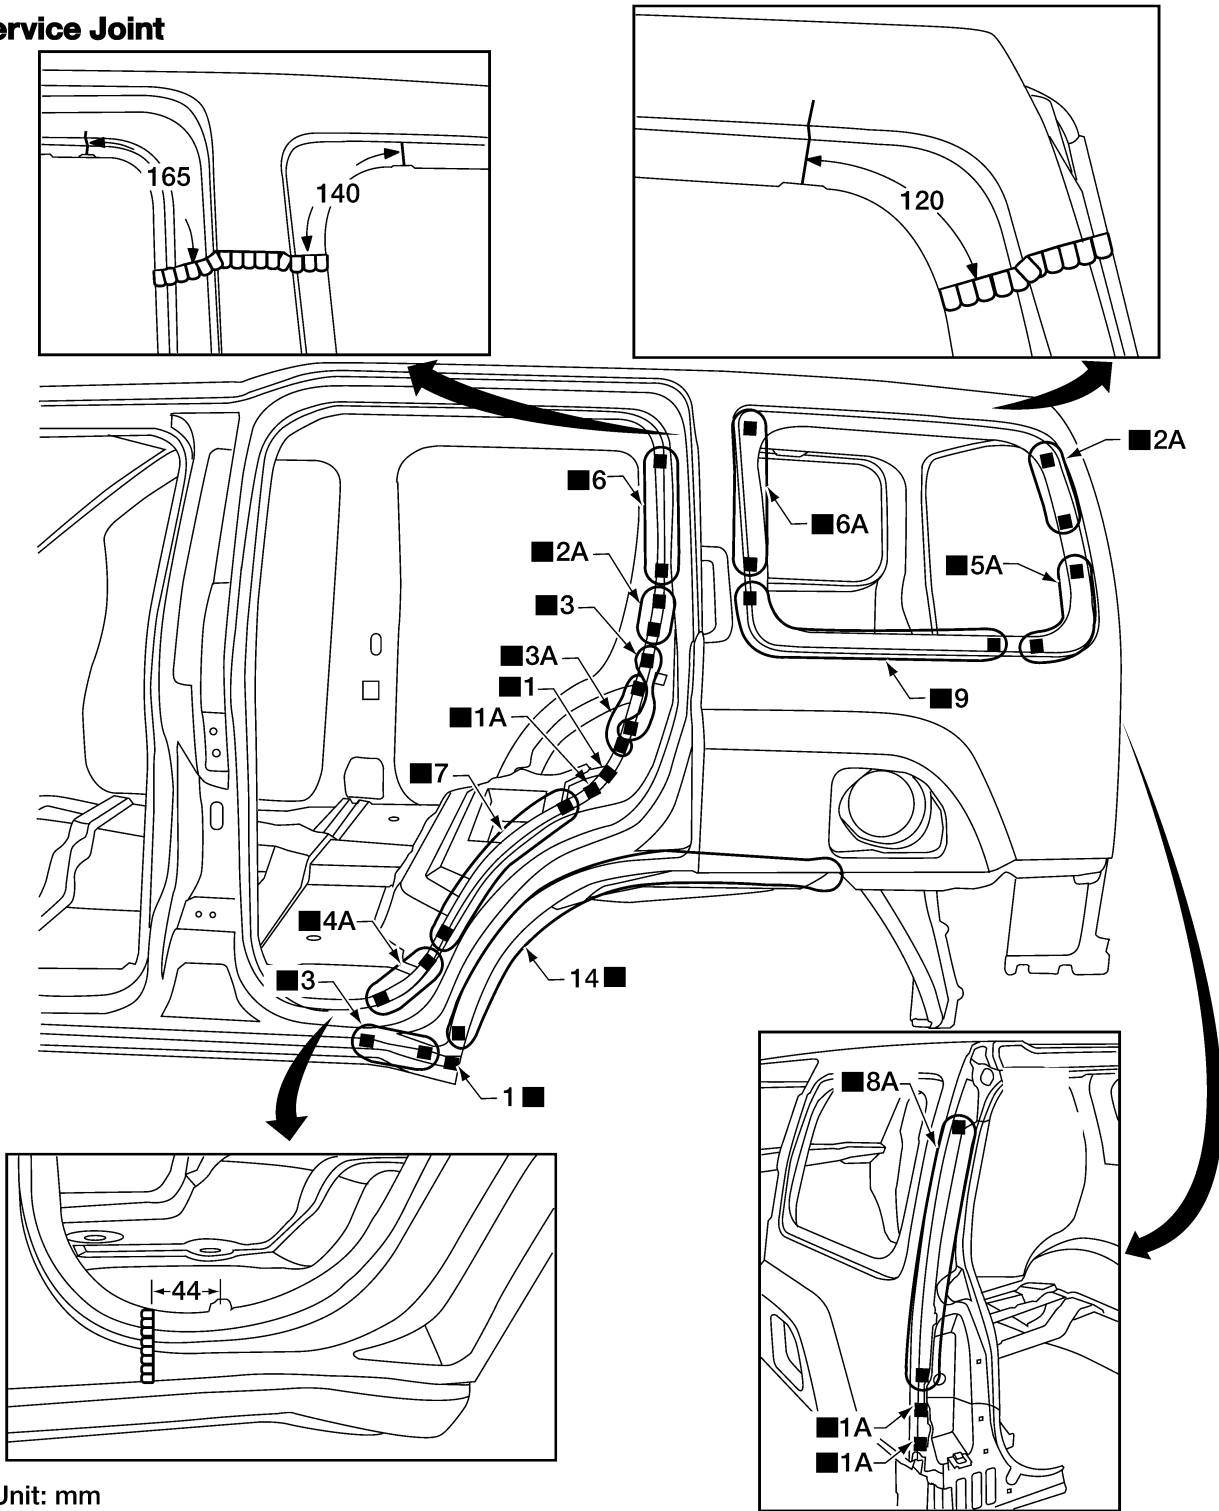 ervice Joint
165
140
120
■2A
■6
■6A
■2A
■5A
■3
■3A
■1
■9
■1A
■7
■4A
14■
■3
1■
■8A
44
■1A
■1A
Unit: mm